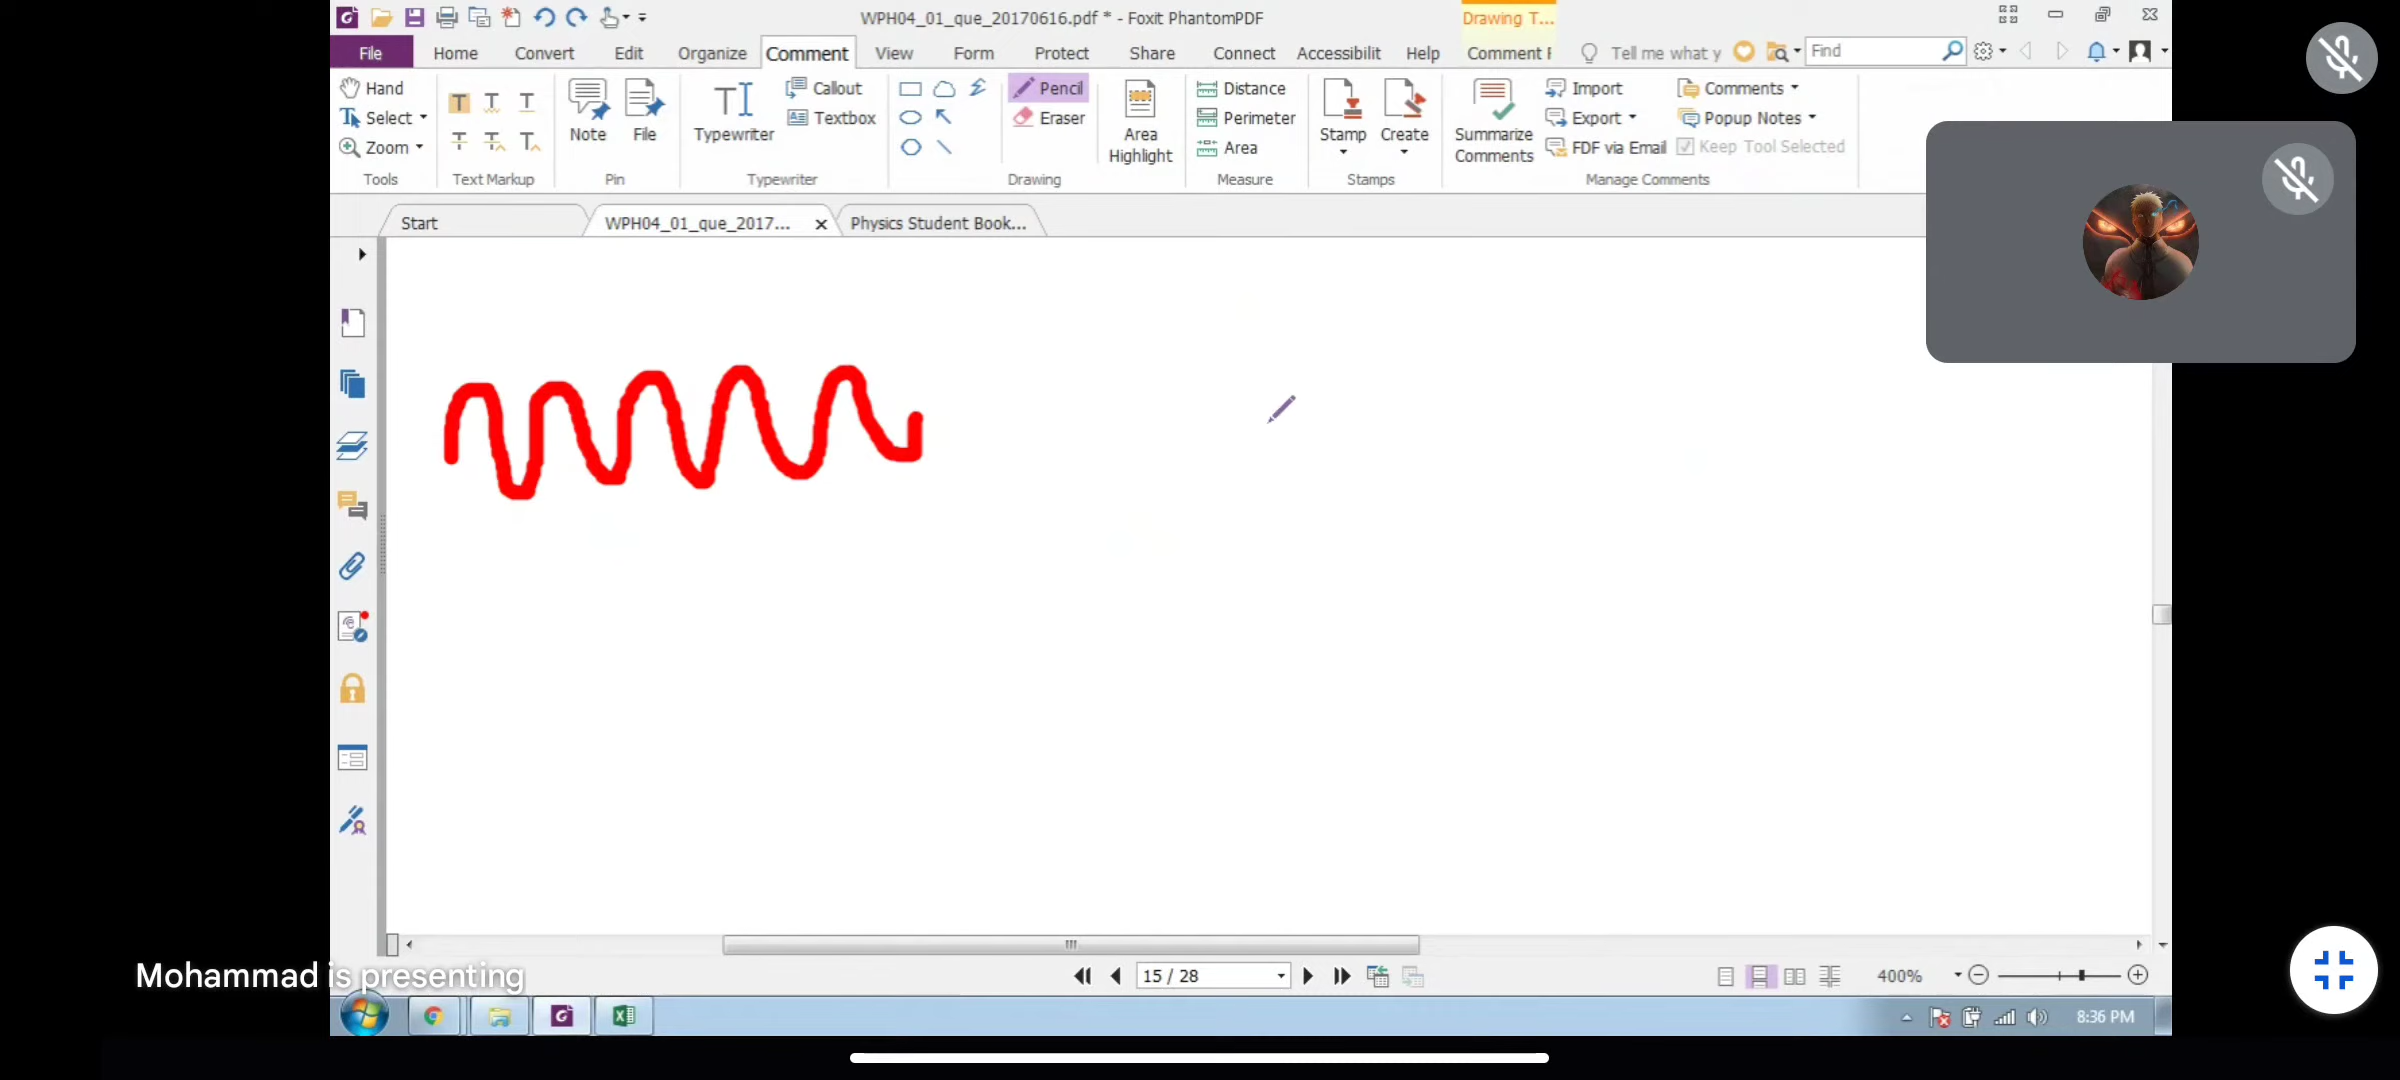 WPH04_01_que_20170616.pdf * - Foxit PhantomPDF
Drawing T...
File Home Convert Edit Organize Comment View Form Protect Share Connect Accessibilit Help Comment F Tell me what y Find
Hand
Select
Zoom
Tools
Text Markup
Note
File
Pin
Typewriter
Callout
Textbox
Typewriter
Pencil
Eraser
Drawing
Area
Highlight
Distance
Perimeter
Area
Measure
Stamp
Create
Stamps
Summarize
Comments
Import
Export
FDF via Email
Comments
Popup Notes
Keep Tool Selected
Manage Comments
Start WPH04_01_que_2017... Physics Student Book...
Mohammad is presenting
15 / 28
400%
8:36 PM